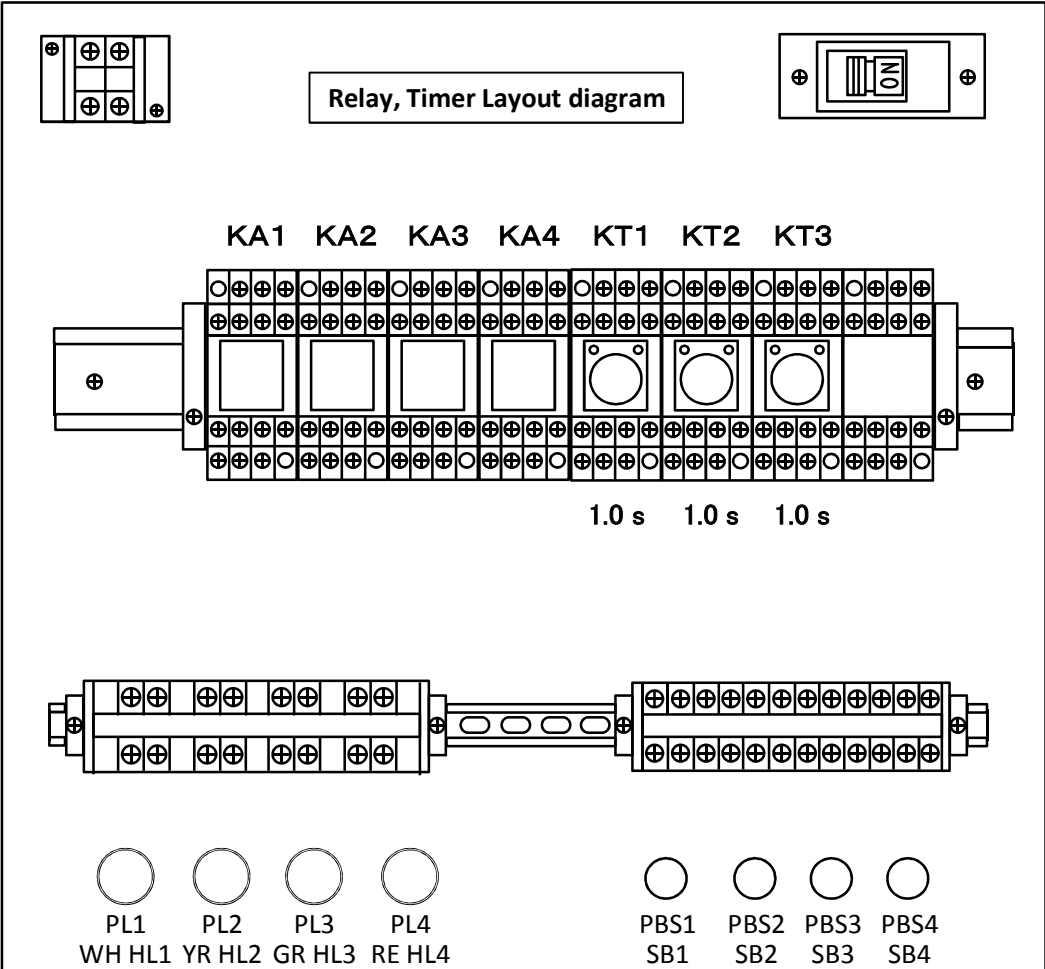 Relay, Timer Layout diagram
ON
KA1 KA2 KA3 KA4 KT1 KT2 KT3
1.0 s 1.0 s 1.0 s
PL1 PL2 PL3 PL4 PBS1 PBS2 PBS3 PBS4
WH HL1 YR HL2 GR HL3 RE HL4 SB1 SB2 SB3 SB4